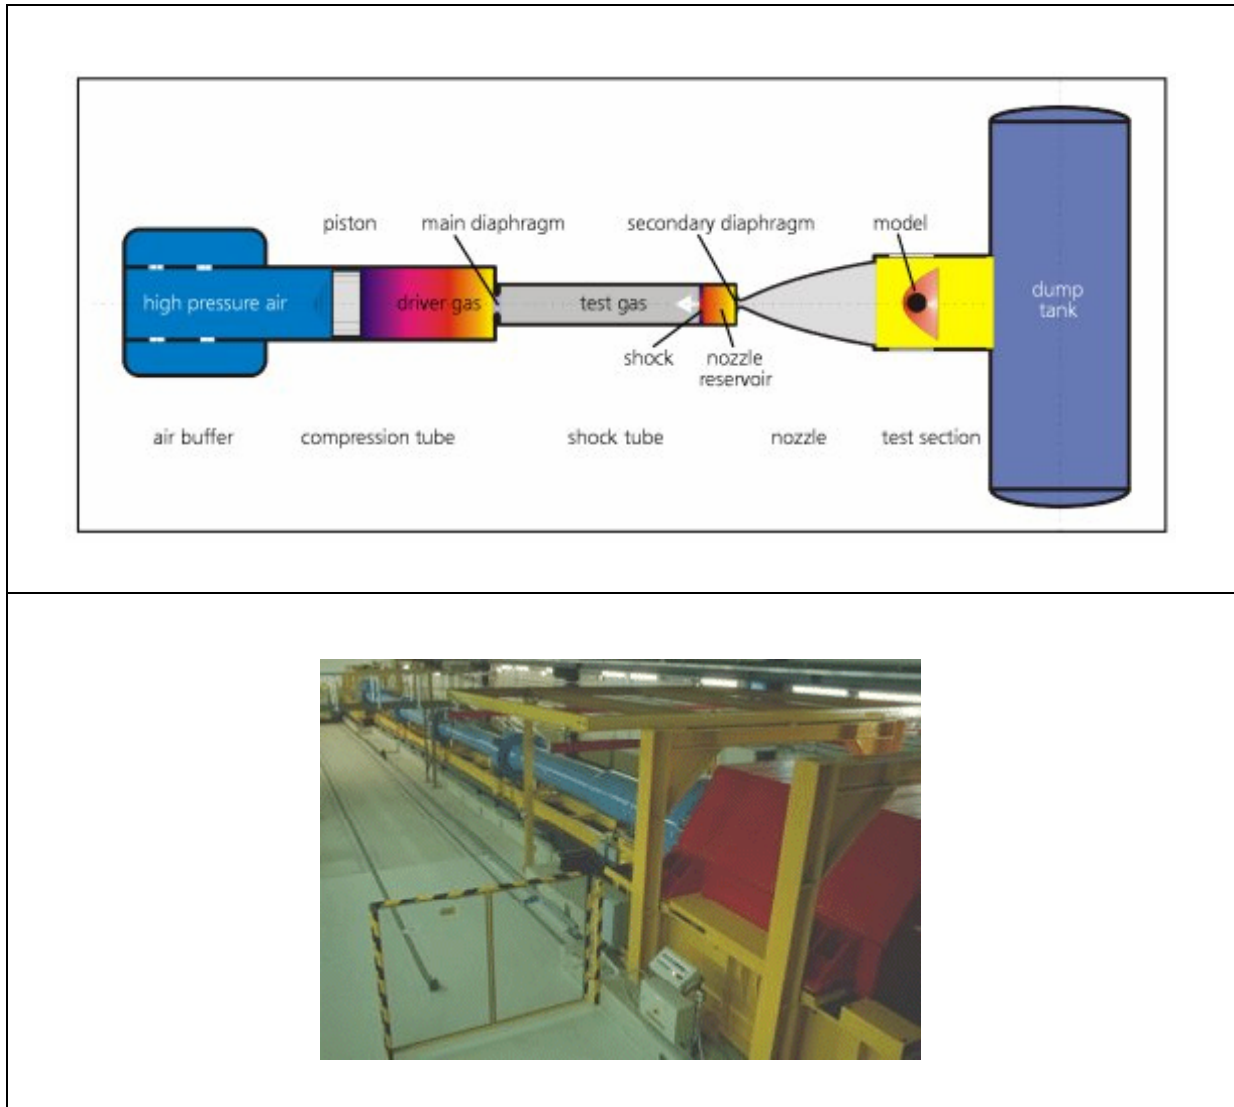 piston
main diaphragm
secondary diaphragm
model
high pressure air
driver gas
test gas
dump
tank
shock
nozzle
reservoir
air buffer
compression tube
shock tube
nozzle
test section